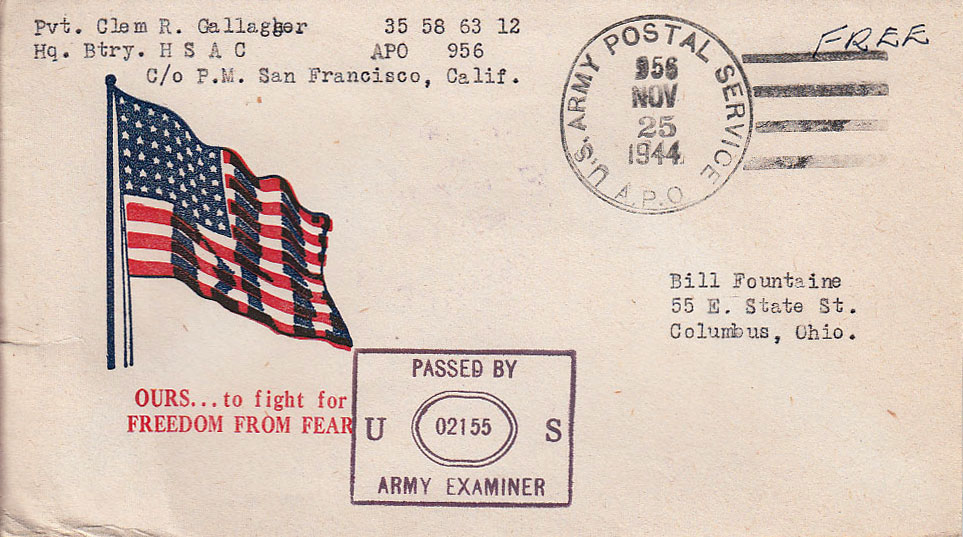 Pvt. Clem R. Gallagher 35 58 63 12
Hq. Btry. H S A C APO 956
C/o P.M. San Francisco, Calif.
FREE
U.S. ARMY POSTAL SERVICE
956
NOV
25
1944
A.P.O.
Bill Fountaine
55 E. State St.
Columbus, Ohio.
OURS...to fight for
FREEDOM FROM FEAR
PASSED BY
U 02155 S
ARMY EXAMINER